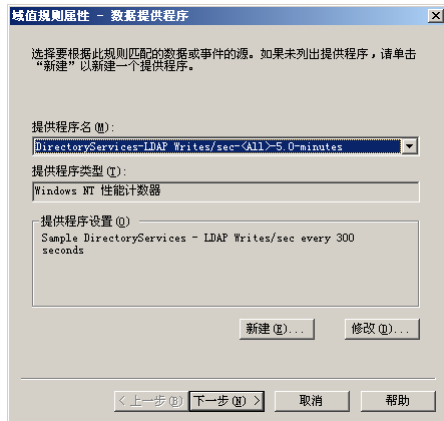 域值规则属性 - 数据提供程序
选择要根据此规则匹配的数据或事件的源。如果未列出提供程序，请单击
“新建”以新建一个提供程序。
提供程序名(M):
DirectoryServices-LDAP Writes/sec-<All>-5.0-minutes
提供程序类型(T):
Windows NT 性能计数器
提供程序设置(O)
Sample DirectoryServices - LDAP Writes/sec every 300
seconds
新建(E)... 修改(D)...
< 上一步(B) 下一步(N) > 取消 帮助